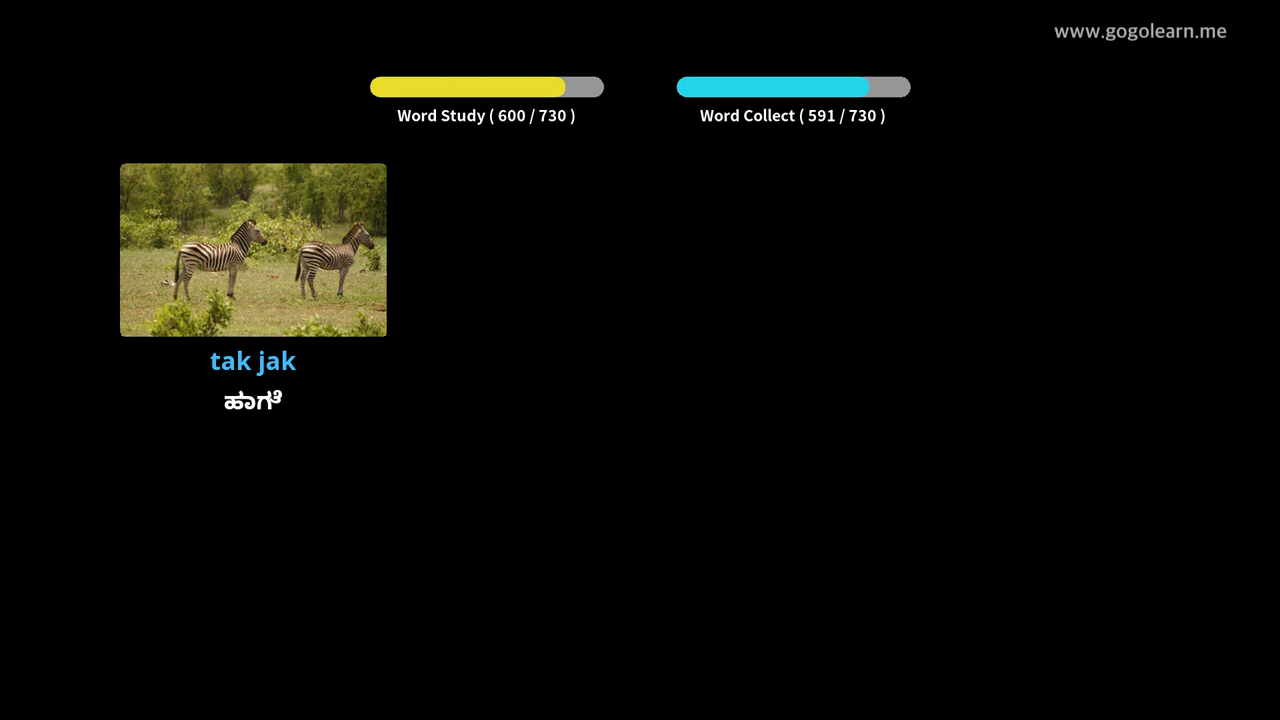 www.gogolearn.me
Word Study ( 600 / 730 )
Word Collect ( 591 / 730 )
tak jak
ಹಾಗೆ